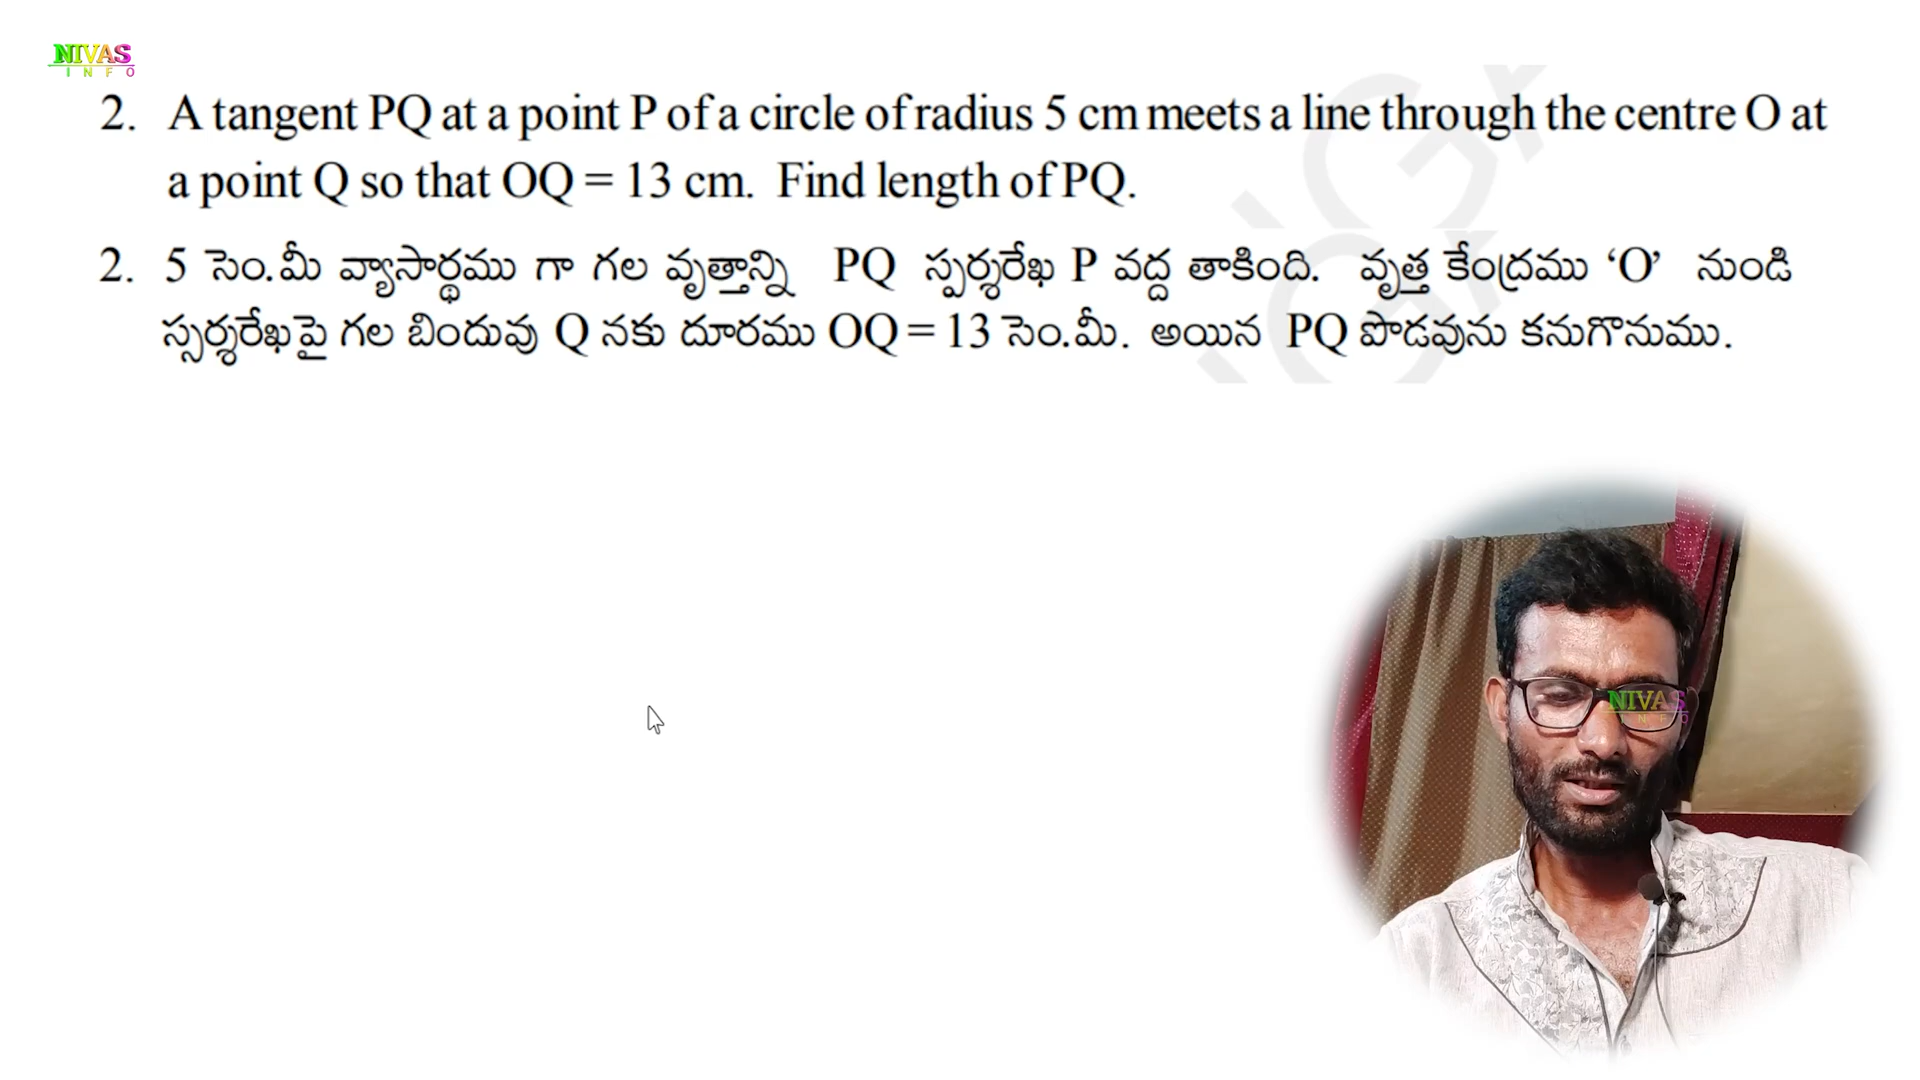 NIVAS
INFO
2. A tangent PQ at a point P of a circle of radius 5 cm meets a line through the centre O at
a point Q so that OQ = 13 cm. Find length of PQ.
2. 5 సెం.మీ వ్యాసార్థము గా గల వృత్తాన్ని PQ స్పర్శరేఖ P వద్ద తాకింది. వృత్త కేంద్రము ‘O’ నుండి
స్సర్శరేఖపై గల బిందువు Q నకు దూరము OQ = 13 సెం.మీ. అయిన PQ పొడవును కనుగొనుము.
NIVAS
INFO